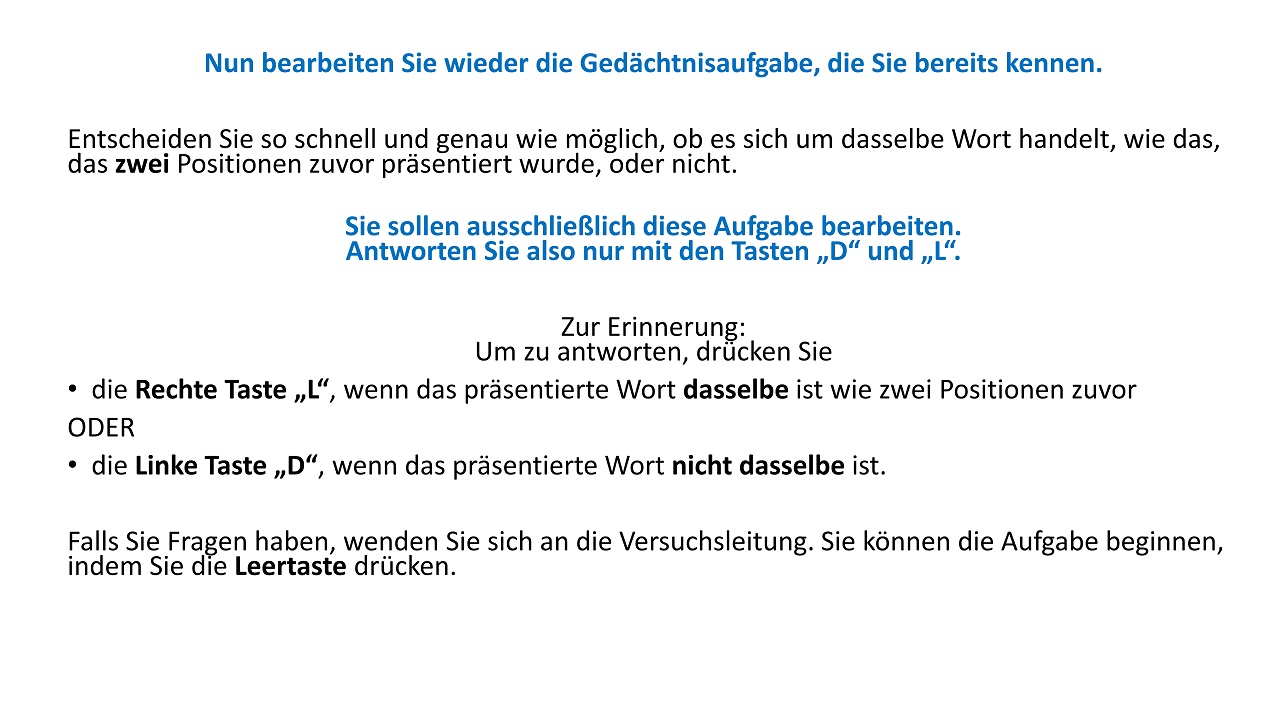 Nun bearbeiten Sie wieder die Gedächtnisaufgabe, die Sie bereits kennen.
Entscheiden Sie so schnell und genau wie möglich, ob es sich um dasselbe Wort handelt, wie das,
das zwei Positionen zuvor präsentiert wurde, oder nicht.
Sie sollen ausschließlich diese Aufgabe bearbeiten.
Antworten Sie also nur mit den Tasten „D“ und „L“.
Zur Erinnerung:
Um zu antworten, drücken Sie
• die Rechte Taste „L“, wenn das präsentierte Wort dasselbe ist wie zwei Positionen zuvor
ODER
• die Linke Taste „D“, wenn das präsentierte Wort nicht dasselbe ist.
Falls Sie Fragen haben, wenden Sie sich an die Versuchsleitung. Sie können die Aufgabe beginnen,
indem Sie die Leertaste drücken.